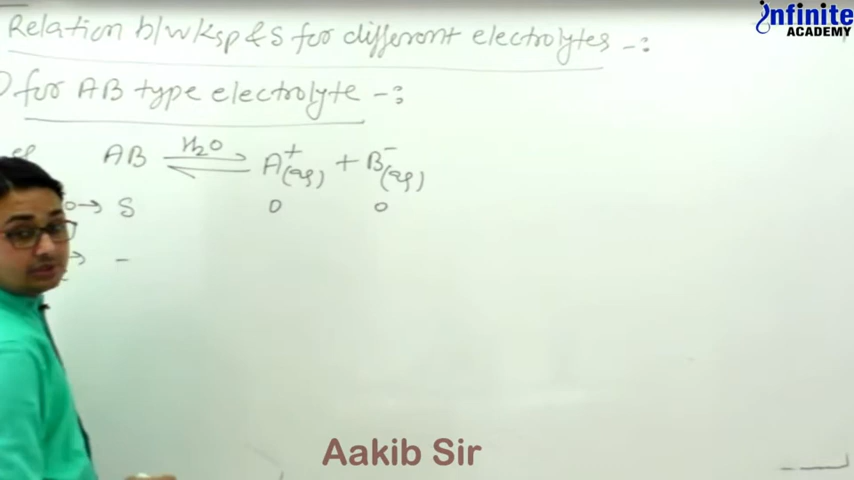 Relation b/w Ksp & S for different electrolytes -:
for AB type electrolyte -:
AB ⇌ H₂O A⁺(aq) + B⁻(aq)
→ S 0 0
→ -
Infinite
ACADEMY
Aakib Sir